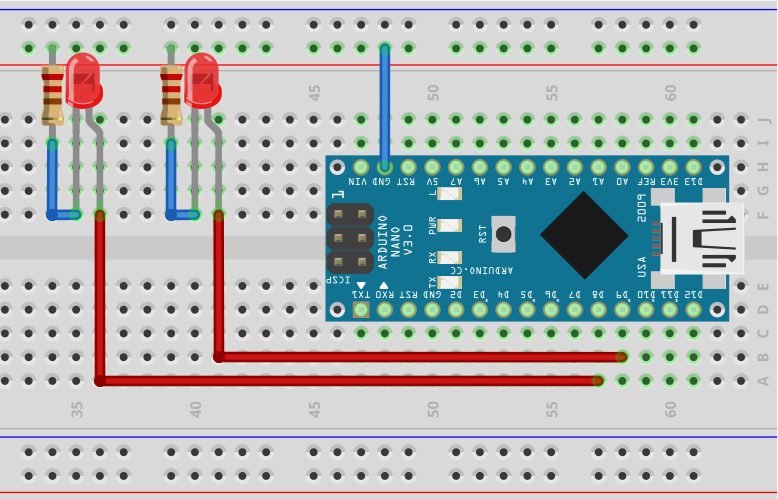 45 50 55 60
J
I
H
G
F
VIN GND RST 5V A7 A6 A5 A4 A3 A2 A1 A0 REF 3V3 D13
L
PWR
RX
TX
RST
ARDUINO
NANO
V3.0
ARDUINO.CC
USA
ICSP
TX1 RX0 RST GND D2 D3 D4 D5 D6 D7 D8 D9 D10 D11 D12
E
D
C
B
A
35 40 45 50 55 60